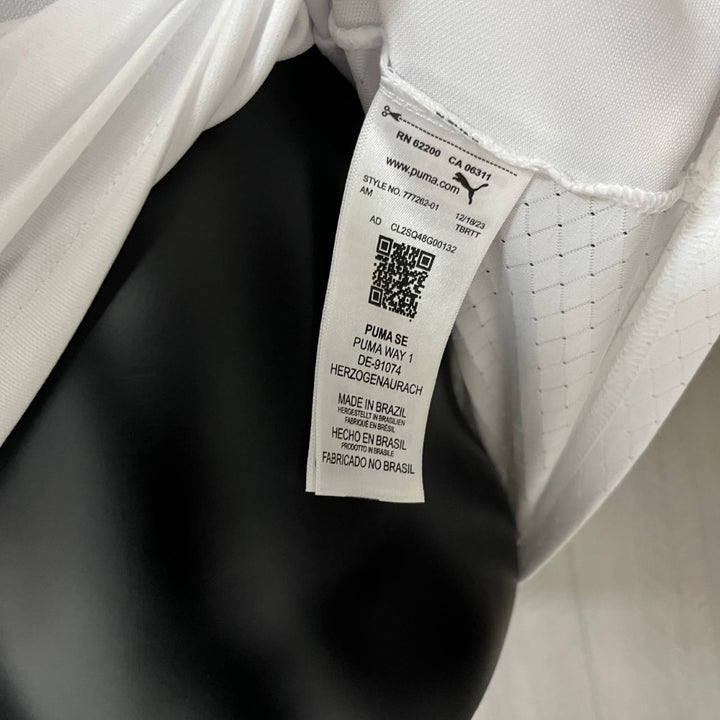 RN 62200 CA 06311
www.puma.com
STYLE NO. 777262-01 12/18/23
AM TBRTT
AD CL2SQ48G00132
PUMA SE
PUMA WAY 1
DE-91074
HERZOGENAURACH
MADE IN BRAZIL
HERGESTELLT IN BRASILIEN
FABRIQUÉ EN BRÉSIL
HECHO EN BRASIL
PRODOTTO IN BRASILE
FABRICADO NO BRASIL